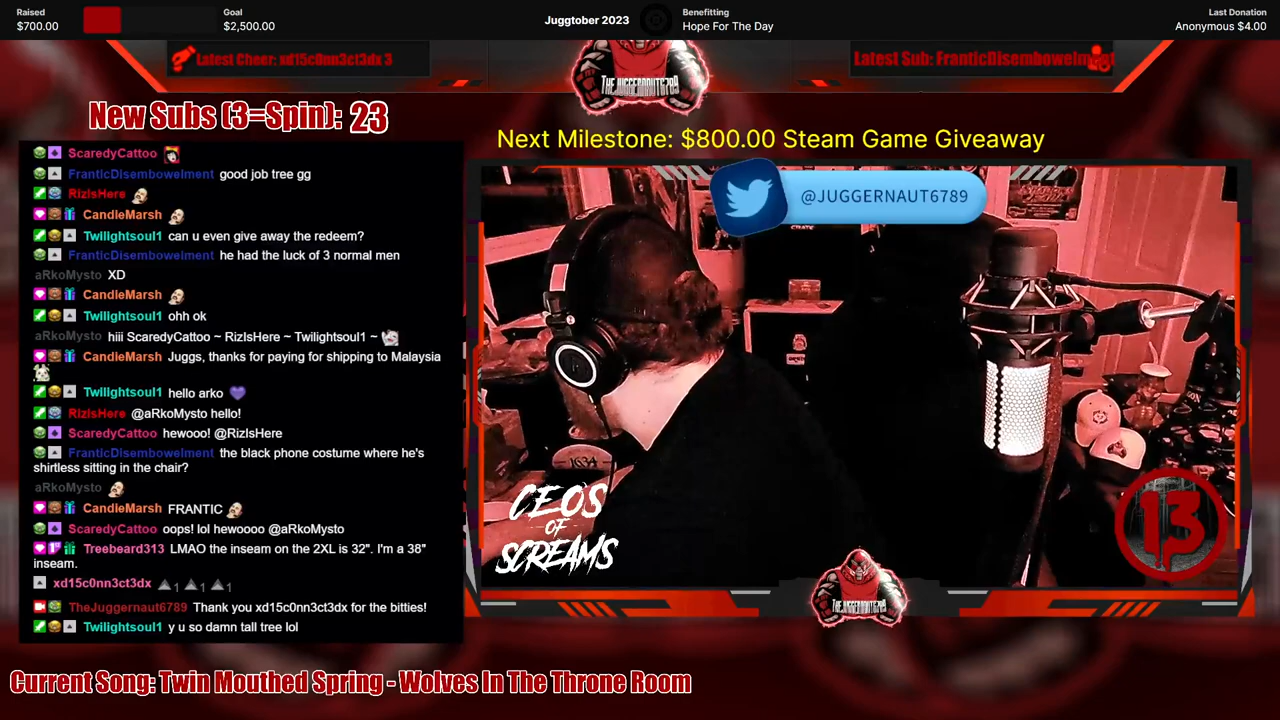 Raised
$700.00
Goal
$2,500.00
Juggtober 2023
Benefitting
Hope For The Day
Last Donation
Anonymous $4.00
Latest Cheer: xd15c0nn3ct3dx 3
THEJUGGERNAUT6789
Latest Sub: FranticDisembowelment
New Subs (3=Spin): 23
Next Milestone: $800.00 Steam Game Giveaway
@JUGGERNAUT6789
ScaredyCattoo
FranticDisembowelment good job tree gg
RizIsHere
CandleMarsh
Twilightsoul1 can u even give away the redeem?
FranticDisembowelment he had the luck of 3 normal men
aRkoMysto XD
CandleMarsh
Twilightsoul1 ohh ok
aRkoMysto hiii ScaredyCattoo ~ RizIsHere ~ Twilightsoul1 ~
CandleMarsh Juggs, thanks for paying for shipping to Malaysia
Twilightsoul1 hello arko
RizIsHere @aRkoMysto hello!
ScaredyCattoo hewooo! @RizIsHere
FranticDisembowelment the black phone costume where he's
shirtless sitting in the chair?
aRkoMysto
CandleMarsh FRANTIC
ScaredyCattoo oops! lol hewoooo @aRkoMysto
Treebeard313 LMAO the inseam on the 2XL is 32". I'm a 38"
inseam.
xd15c0nn3ct3dx 1 1 1
TheJuggernaut6789 Thank you xd15c0nn3ct3dx for the bitties!
Twilightsoul1 y u so damn tall tree lol
1634
CEOS
OF
SCREAMS
13
THEJUGGERNAUT6789
Current Song: Twin Mouthed Spring - Wolves In The Throne Room